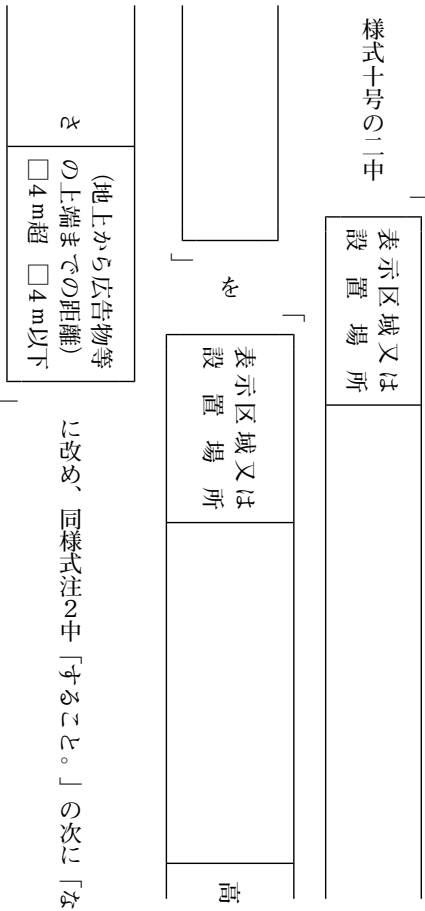 様式十号の二中「
表示区域又は
設置場所
」を「
表示区域又は
設置場所
高
さ
(地上から広告物等
の上端までの距離)
□4m超 □4m以下
」に改め、同様式注2中「すること。」の次に「な